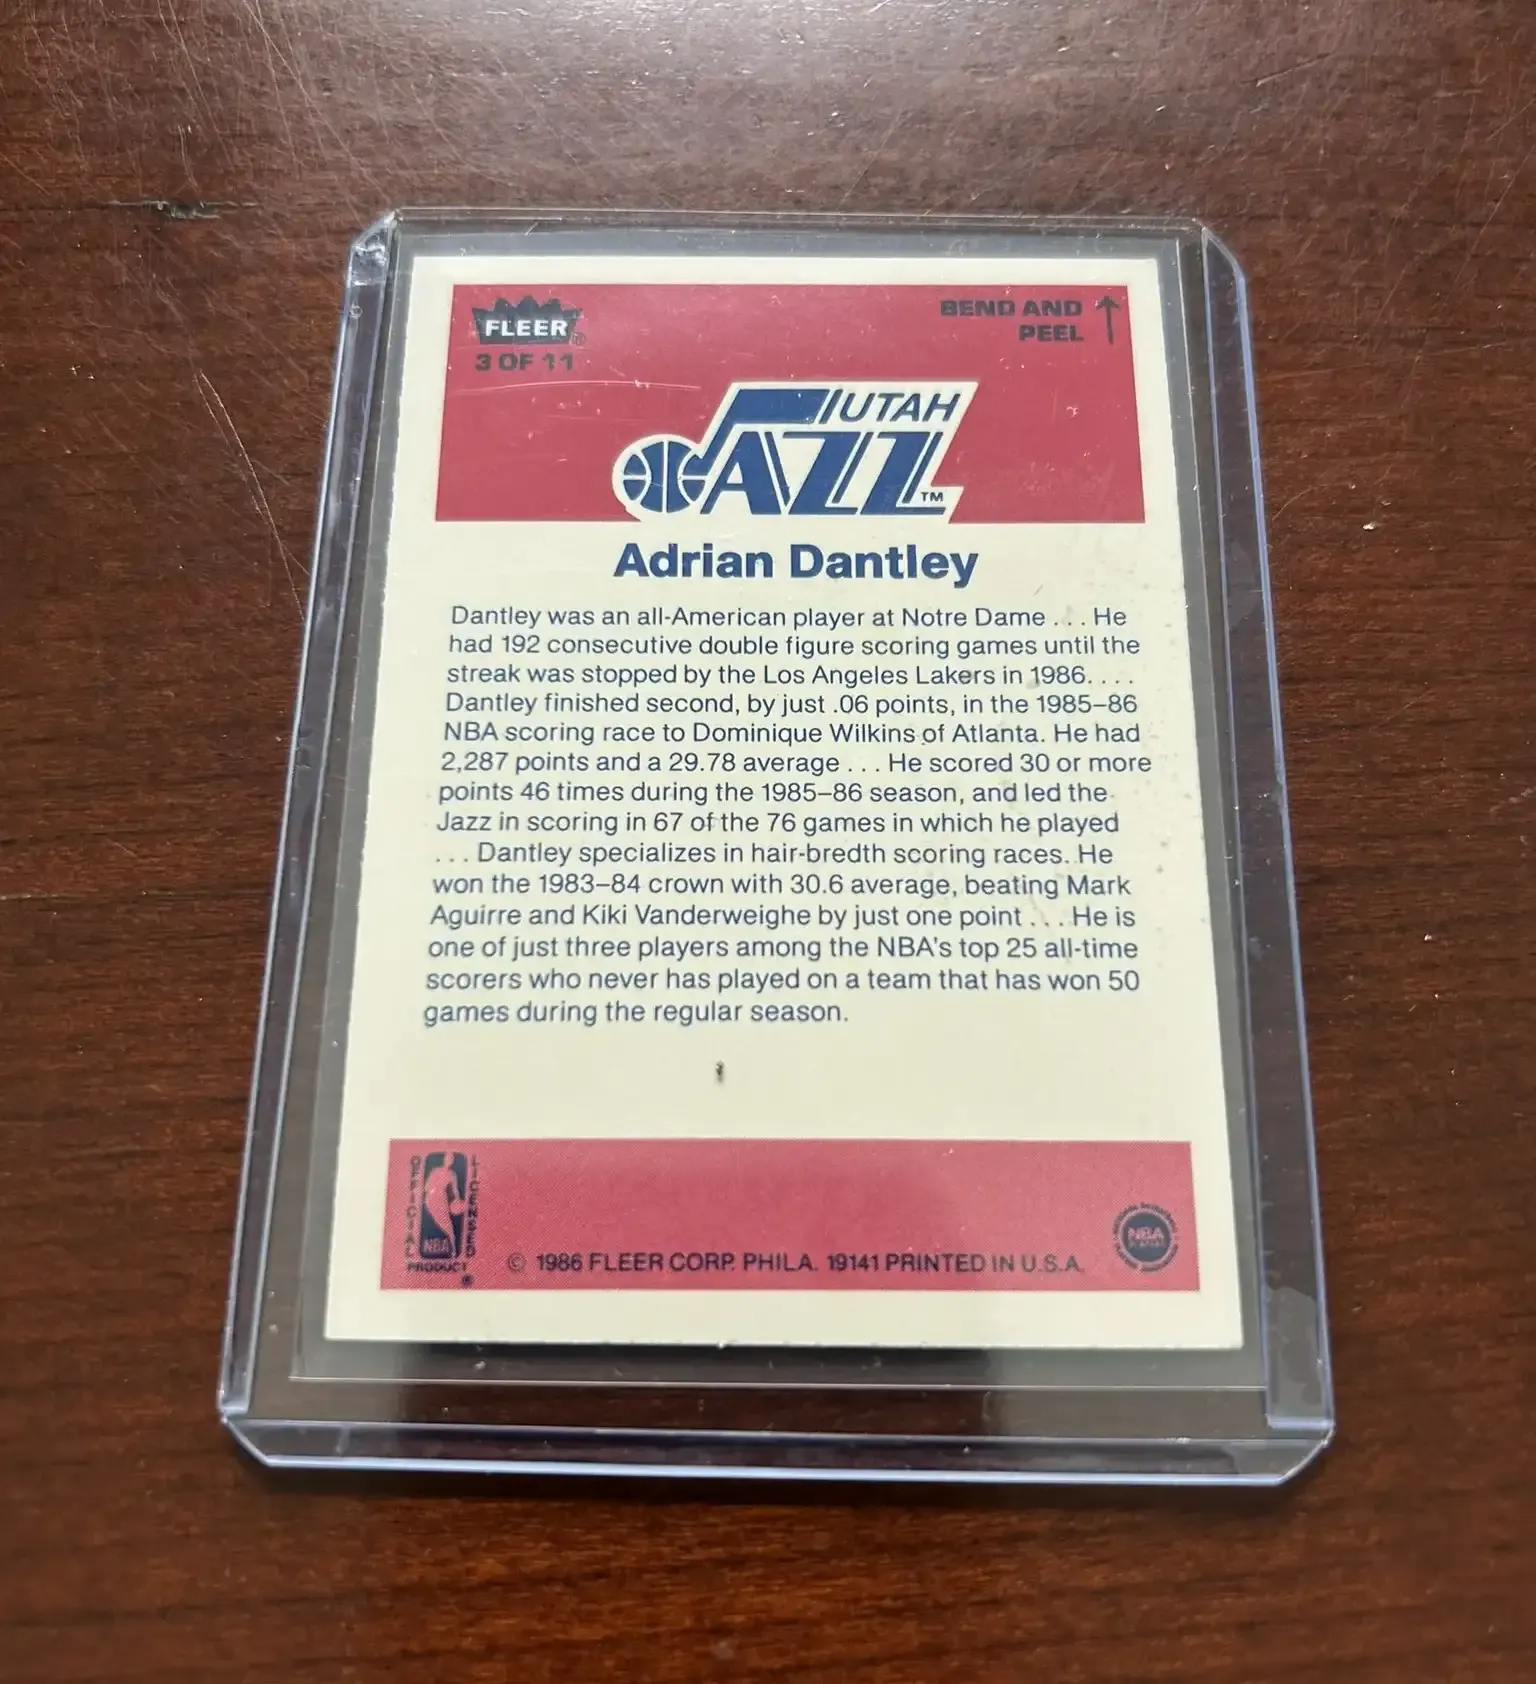 FLEER®
3 OF 11
BEND AND
PEEL
UTAH
JAZZ™
Adrian Dantley
Dantley was an all-American player at Notre Dame . . . He
had 192 consecutive double figure scoring games until the
streak was stopped by the Los Angeles Lakers in 1986. . . .
Dantley finished second, by just .06 points, in the 1985–86
NBA scoring race to Dominique Wilkins of Atlanta. He had
2,287 points and a 29.78 average . . . He scored 30 or more
points 46 times during the 1985–86 season, and led the
Jazz in scoring in 67 of the 76 games in which he played
. . . Dantley specializes in hair-bredth scoring races. He
won the 1983–84 crown with 30.6 average, beating Mark
Aguirre and Kiki Vanderweighe by just one point . . . He is
one of just three players among the NBA's top 25 all-time
scorers who never has played on a team that has won 50
games during the regular season.
OFFICIAL LICENSED
NBA
PRODUCT
®
© 1986 FLEER CORP. PHILA. 19141 PRINTED IN U.S.A.
NBA